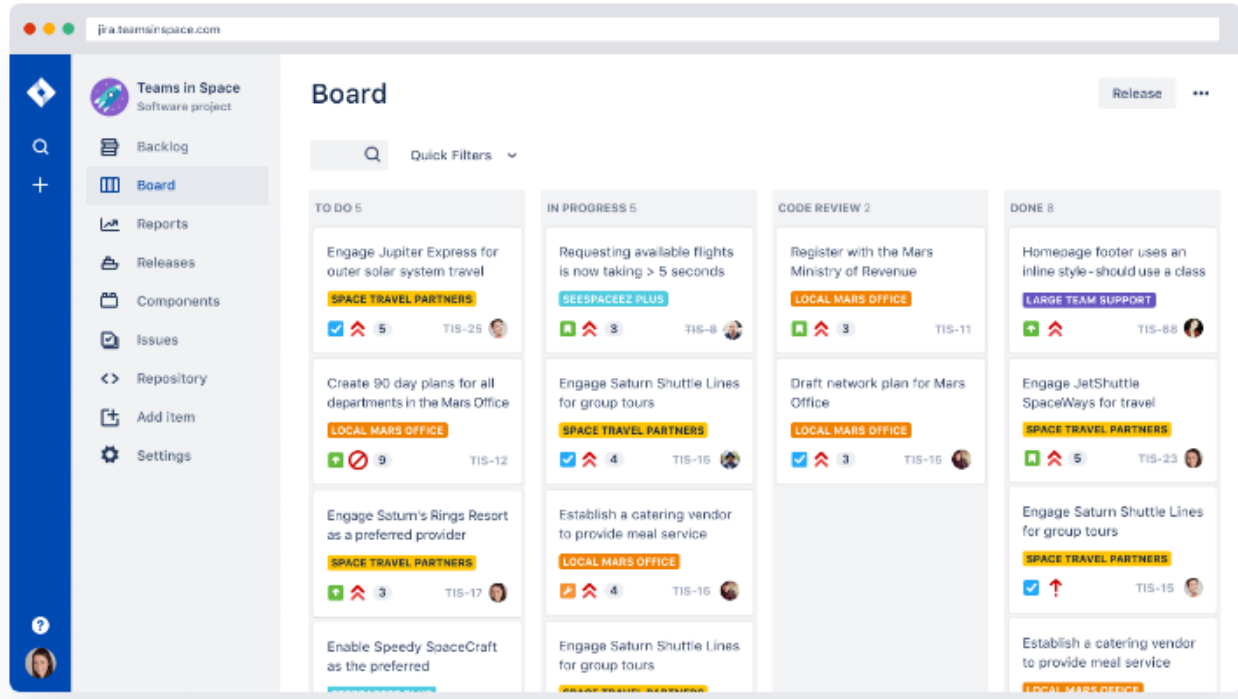 jira.teamsinspace.com
Teams in Space
Software project
Backlog
Board
Reports
Releases
Components
Issues
Repository
Add item
Settings
?
Board
Release
Quick Filters
TO DO 5
Engage Jupiter Express for
outer solar system travel
SPACE TRAVEL PARTNERS
5 TIS-25
Create 90 day plans for all
departments in the Mars Office
LOCAL MARS OFFICE
9 TIS-12
Engage Saturn's Rings Resort
as a preferred provider
SPACE TRAVEL PARTNERS
3 TIS-17
Enable Speedy SpaceCraft
as the preferred
SEESPACEEZ PLUS
IN PROGRESS 5
Requesting available flights
is now taking > 5 seconds
SEESPACEEZ PLUS
3 TIS-8
Engage Saturn Shuttle Lines
for group tours
SPACE TRAVEL PARTNERS
4 TIS-15
Establish a catering vendor
to provide meal service
LOCAL MARS OFFICE
4 TIS-15
Engage Saturn Shuttle Lines
for group tours
SPACE TRAVEL PARTNERS
CODE REVIEW 2
Register with the Mars
Ministry of Revenue
LOCAL MARS OFFICE
3 TIS-11
Draft network plan for Mars
Office
LOCAL MARS OFFICE
3 TIS-15
DONE 8
Homepage footer uses an
inline style-should use a class
LARGE TEAM SUPPORT
TIS-68
Engage JetShuttle
SpaceWays for travel
SPACE TRAVEL PARTNERS
5 TIS-23
Engage Saturn Shuttle Lines
for group tours
SPACE TRAVEL PARTNERS
TIS-15
Establish a catering vendor
to provide meal service
LOCAL MARS OFFICE